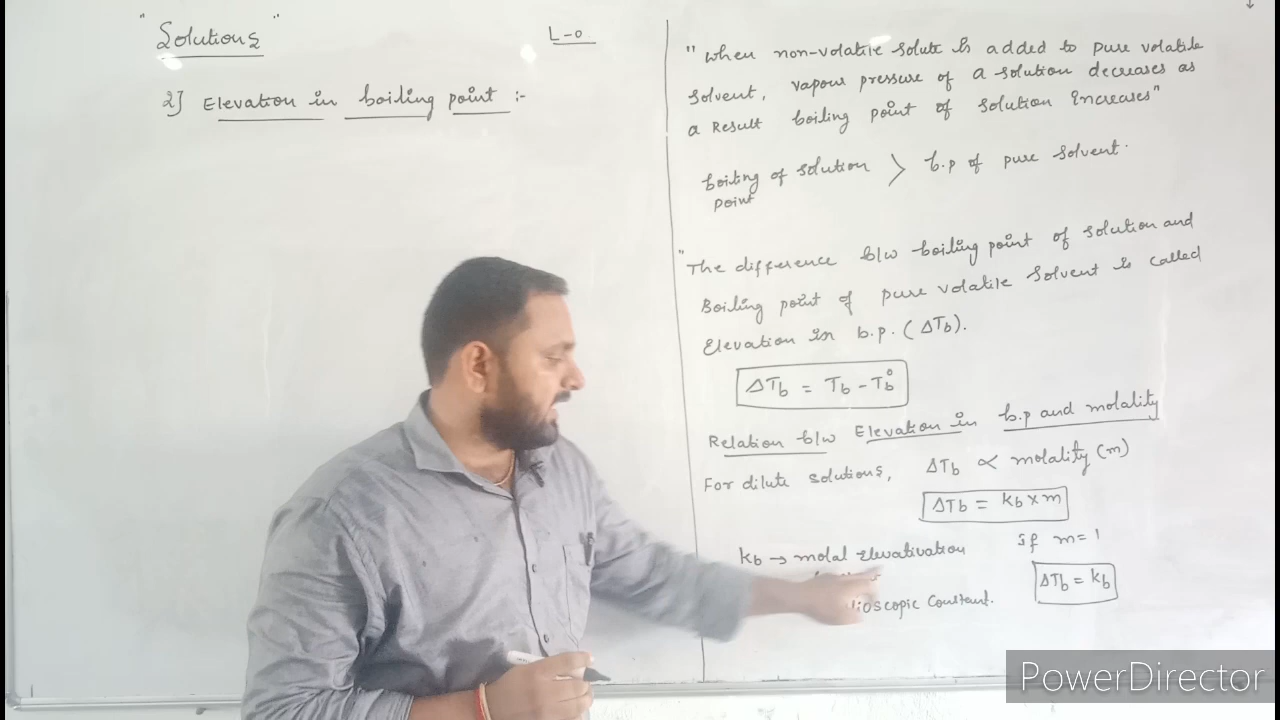 "Solutions"
L-0
2] Elevation in boiling point :-
"When non-volatile solute is added to pure volatile
solvent, vapour pressure of a solution decreases as
a Result boiling point of solution Increases"
boiling of solution > b.p of pure solvent.
point
"The difference b/w boiling point of solution and
Boiling point of pure volatile solvent is called
Elevation in b.p. (ΔTb).
ΔTb = Tb - Tb°
Relation b/w Elevation in b.p and molality
For dilute solutions, ΔTb ∝ molality (m)
ΔTb = kb x m
kb → molal Elevativation if m = 1
ΔTb = kb
lioscopic Constant.
PowerDirector